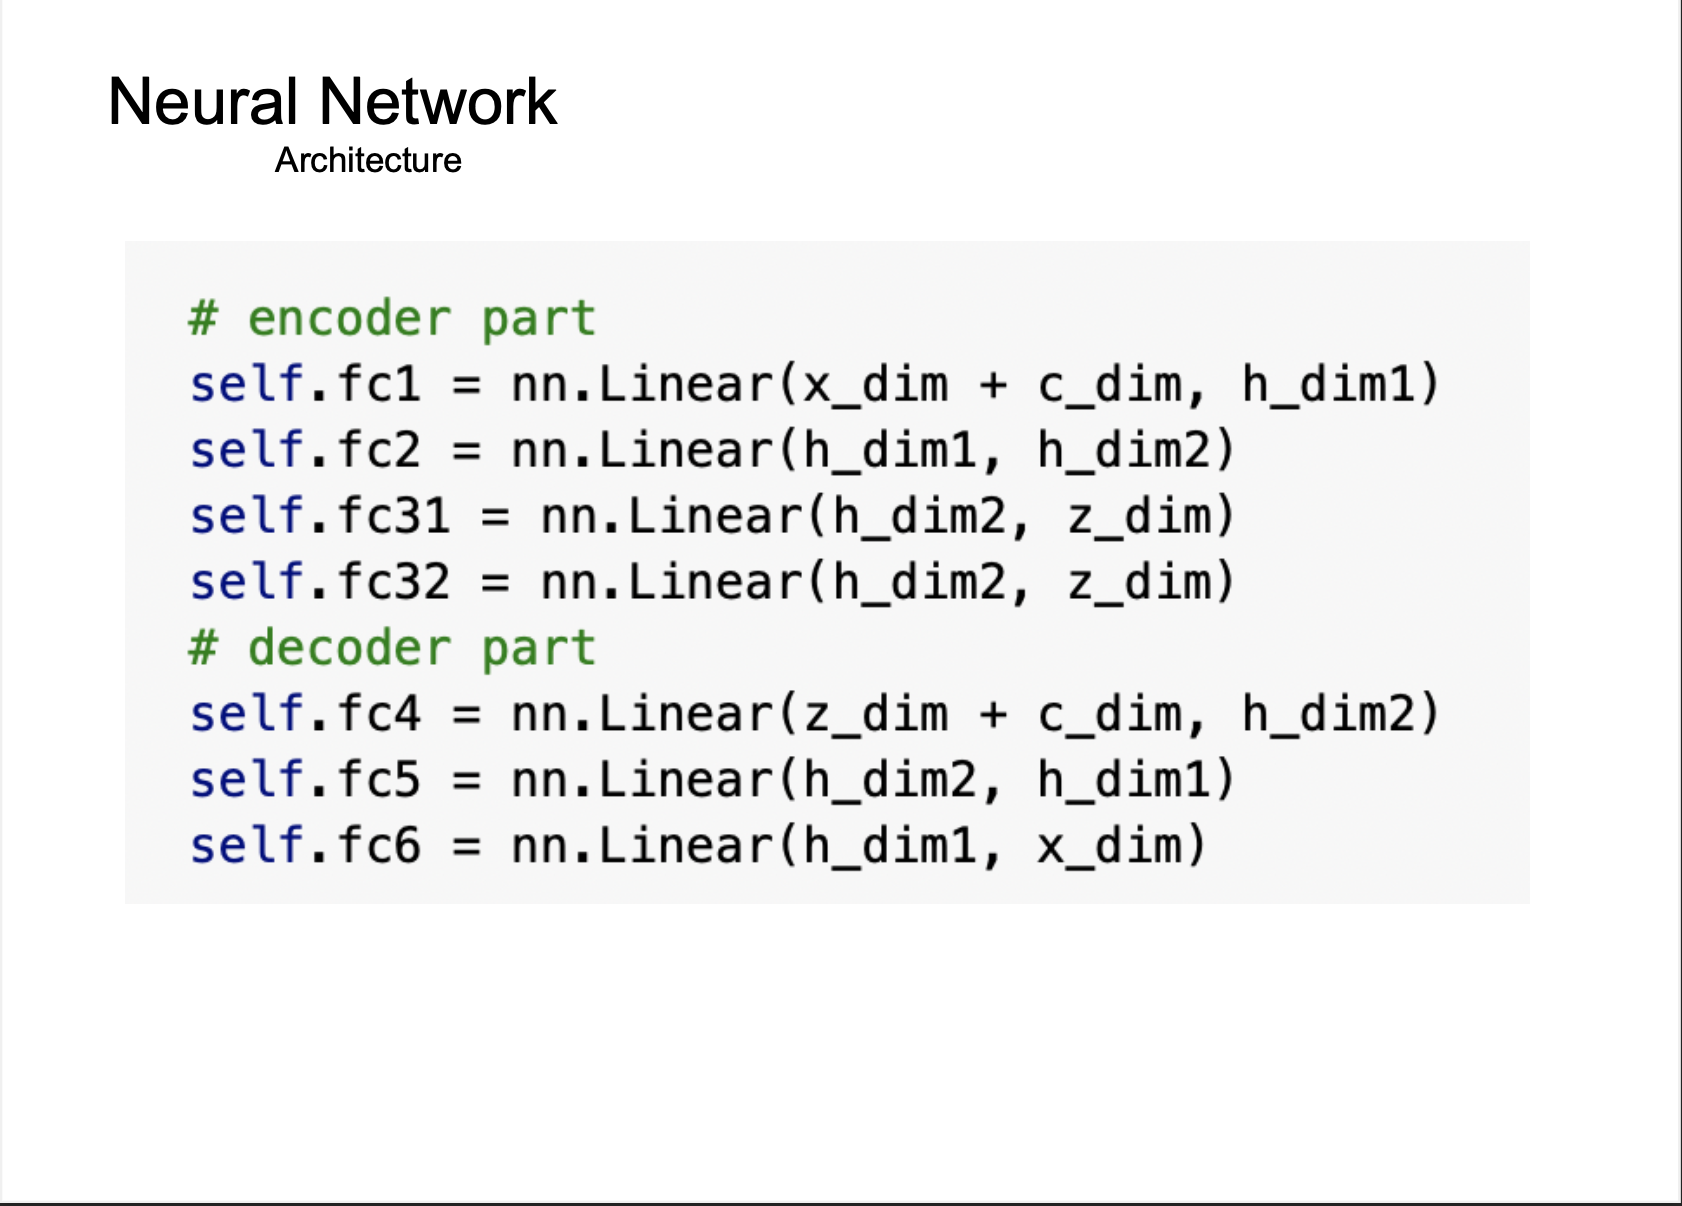 Neural Network
Architecture
# encoder part
self.fc1 = nn.Linear(x_dim + c_dim, h_dim1)
self.fc2 = nn.Linear(h_dim1, h_dim2)
self.fc31 = nn.Linear(h_dim2, z_dim)
self.fc32 = nn.Linear(h_dim2, z_dim)
# decoder part
self.fc4 = nn.Linear(z_dim + c_dim, h_dim2)
self.fc5 = nn.Linear(h_dim2, h_dim1)
self.fc6 = nn.Linear(h_dim1, x_dim)